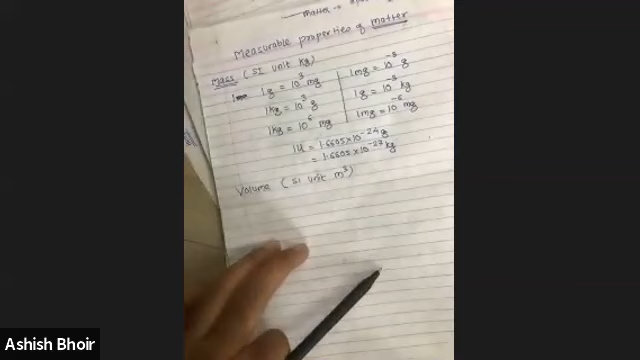 matter =
Measurable properties of matter
Mass (SI unit kg)
1g = 10³ mg
1mg = 10⁻³ g
1kg = 10³ g
1g = 10⁻³ kg
1kg = 10⁶ mg
1mg = 10⁻⁶ mg
1u = 1.6605×10⁻²⁴ g
= 1.6605×10⁻²⁷ kg
Volume (SI unit m³)
Ashish Bhoir